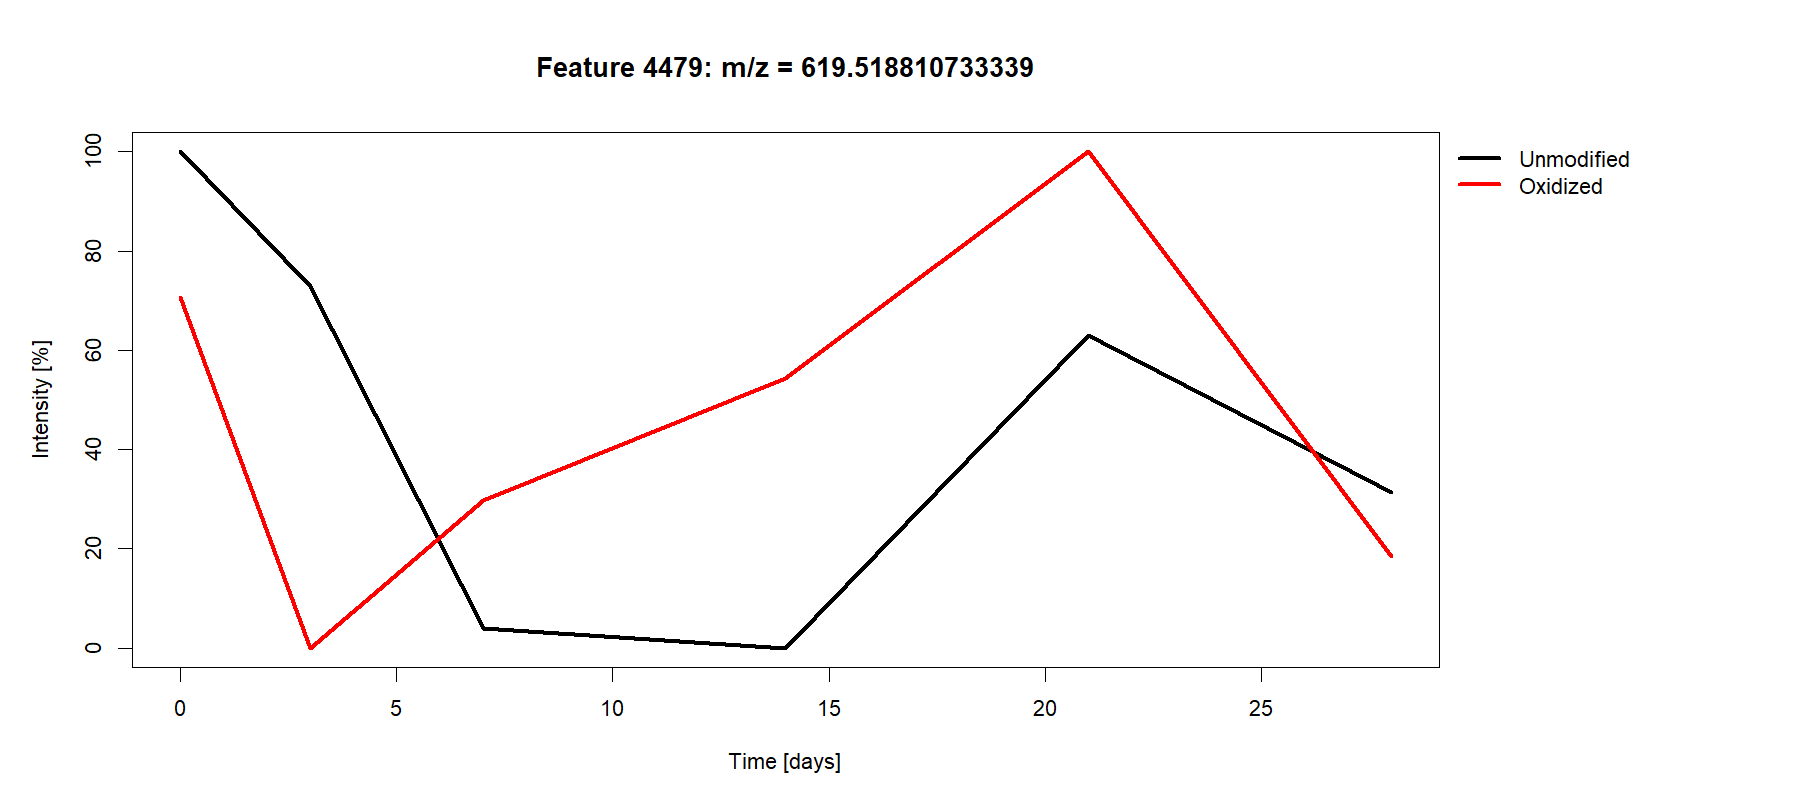 Feature 4479: m/z = 619.518810733339
Unmodified
Oxidized
Intensity [%]
100
80
60
40
20
0
0 5 10 15 20 25
Time [days]